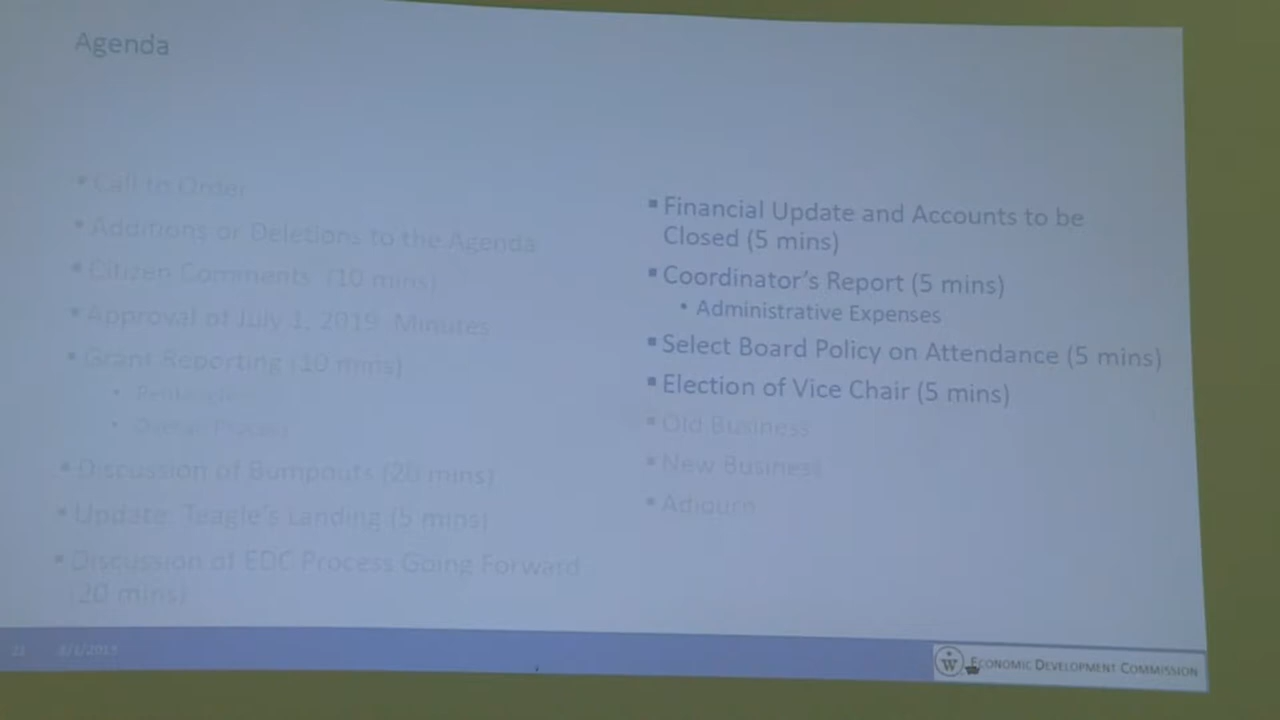 Agenda
▪ Call to Order
▪ Additions or Deletions to the Agenda
▪ Citizen Comments (10 mins)
▪ Approval of July 1, 2019 Minutes
▪ Grant Reporting (10 mins)
• Pentangle
• Overall Process
▪ Discussion of Bumpouts (20 mins)
▪ Update: Teagle's Landing (5 mins)
▪ Discussion of EDC Process Going Forward
(20 mins)
▪ Financial Update and Accounts to be
Closed (5 mins)
▪ Coordinator's Report (5 mins)
• Administrative Expenses
▪ Select Board Policy on Attendance (5 mins)
▪ Election of Vice Chair (5 mins)
▪ Old Business
▪ New Business
▪ Adjourn
21
W ECONOMIC DEVELOPMENT COMMISSION